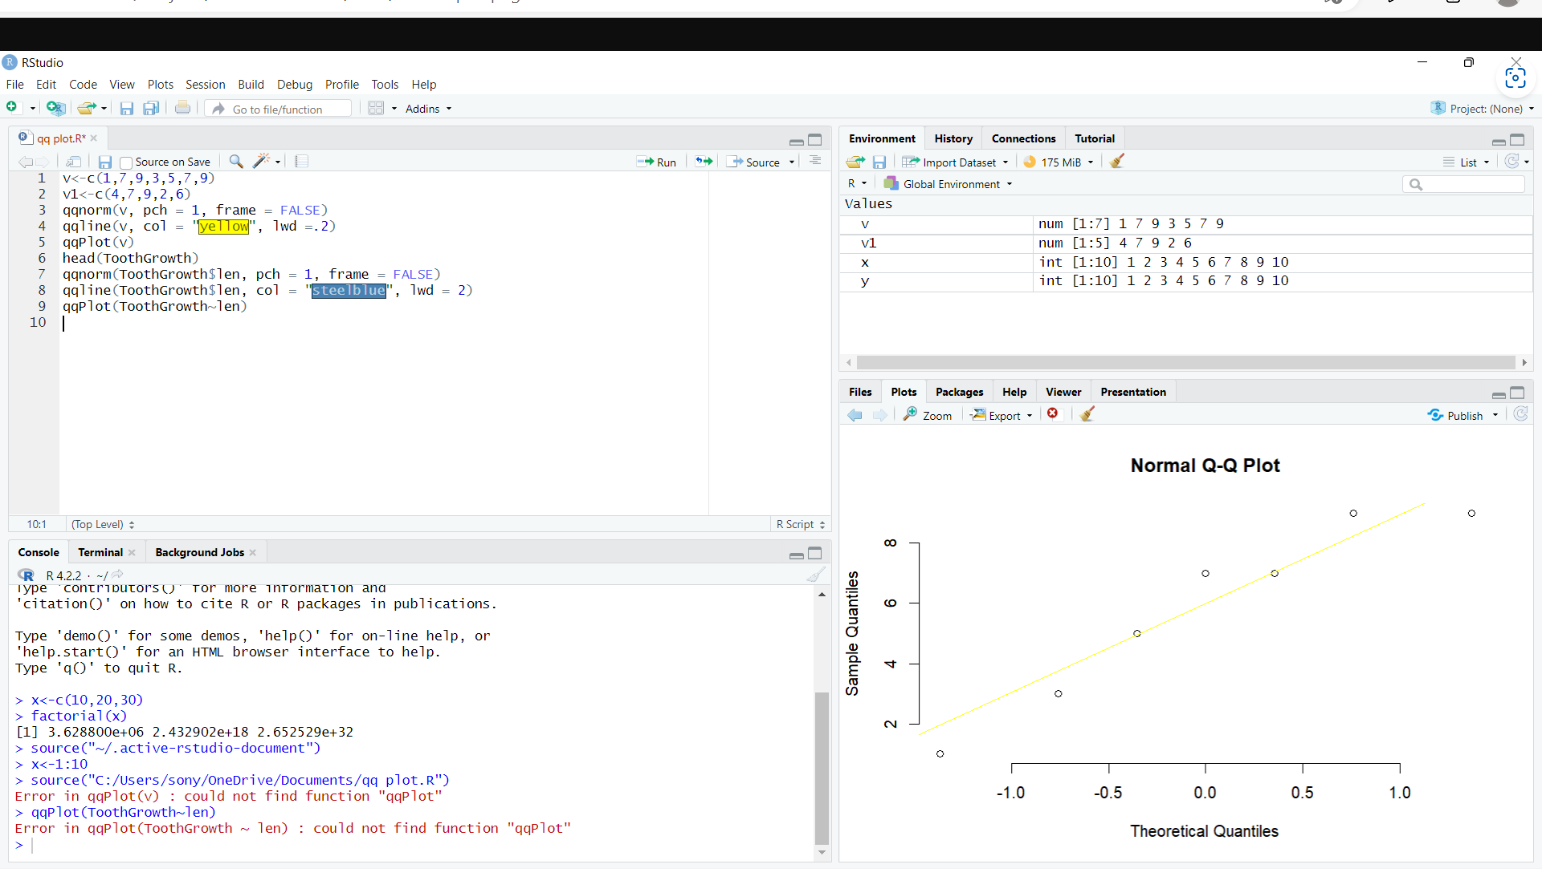 RStudio
File Edit Code View Plots Session Build Debug Profile Tools Help
Go to file/function Addins Project: (None)
qq plot.R*
Source on Save Run Source
1 v<-c(1,7,9,3,5,7,9)
2 v1<-c(4,7,9,2,6)
3 qqnorm(v, pch = 1, frame = FALSE)
4 qqline(v, col = "yellow", lwd =.2)
5 qqPlot(v)
6 head(ToothGrowth)
7 qqnorm(ToothGrowth$len, pch = 1, frame = FALSE)
8 qqline(ToothGrowth$len, col = "steelblue", lwd = 2)
9 qqPlot(ToothGrowth~len)
10
10:1 (Top Level) R Script
Console Terminal Background Jobs
R 4.2.2 · ~/
Type 'contributors()' for more information and
'citation()' on how to cite R or R packages in publications.
Type 'demo()' for some demos, 'help()' for on-line help, or
'help.start()' for an HTML browser interface to help.
Type 'q()' to quit R.
> x<-c(10,20,30)
> factorial(x)
[1] 3.628800e+06 2.432902e+18 2.652529e+32
> source("~/.active-rstudio-document")
> x<-1:10
> source("C:/Users/sony/OneDrive/Documents/qq plot.R")
Error in qqPlot(v) : could not find function "qqPlot"
> qqPlot(ToothGrowth~len)
Error in qqPlot(ToothGrowth ~ len) : could not find function "qqPlot"
>
Environment History Connections Tutorial
Import Dataset 175 MiB List
R Global Environment
Values
v num [1:7] 1 7 9 3 5 7 9
v1 num [1:5] 4 7 9 2 6
x int [1:10] 1 2 3 4 5 6 7 8 9 10
y int [1:10] 1 2 3 4 5 6 7 8 9 10
Files Plots Packages Help Viewer Presentation
Zoom Export Publish
Normal Q-Q Plot
Sample Quantiles
8
6
4
2
-1.0 -0.5 0.0 0.5 1.0
Theoretical Quantiles